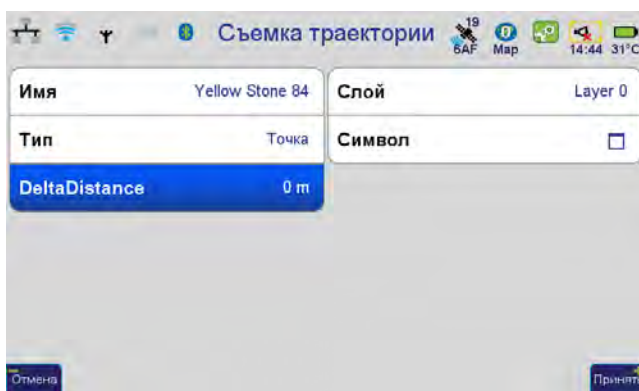 Съемка траектории
19
6AF
Map
14:44 31°C
Имя Yellow Stone 84
Слой Layer 0
Тип Точка
Символ
DeltaDistance 0 m
Отмена
Принят